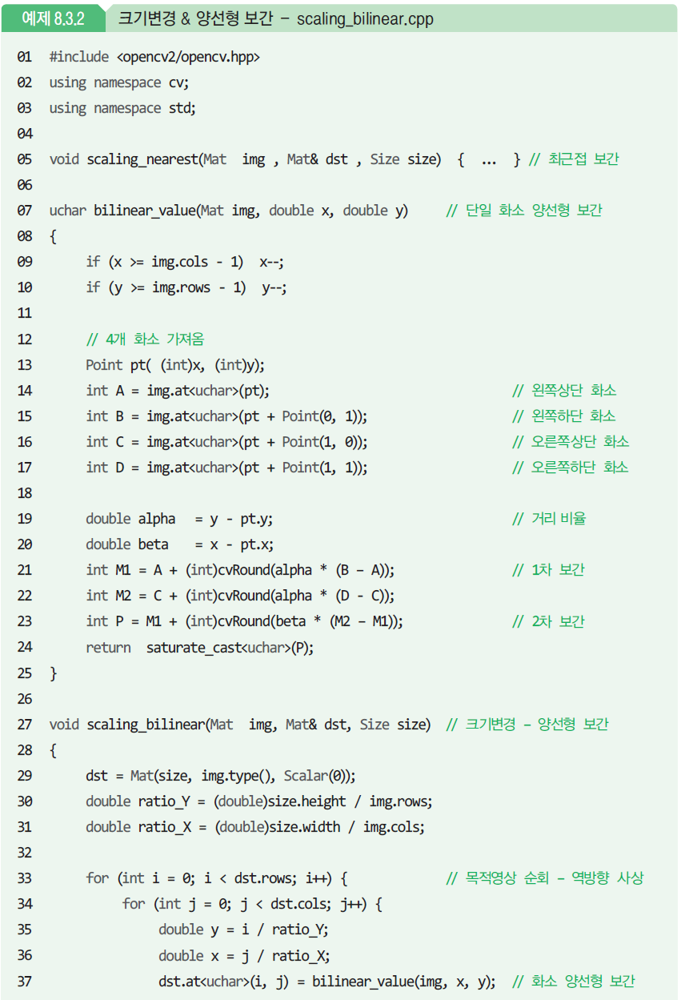 예제 8.3.2 크기변경 & 양선형 보간 - scaling_bilinear.cpp
01 #include <opencv2/opencv.hpp>
02 using namespace cv;
03 using namespace std;
04
05 void scaling_nearest(Mat img , Mat& dst , Size size) { ... } // 최근접 보간
06
07 uchar bilinear_value(Mat img, double x, double y) // 단일 화소 양선형 보간
08 {
09 if (x >= img.cols - 1) x--;
10 if (y >= img.rows - 1) y--;
11
12 // 4개 화소 가져옴
13 Point pt( (int)x, (int)y);
14 int A = img.at<uchar>(pt); // 왼쪽상단 화소
15 int B = img.at<uchar>(pt + Point(0, 1)); // 왼쪽하단 화소
16 int C = img.at<uchar>(pt + Point(1, 0)); // 오른쪽상단 화소
17 int D = img.at<uchar>(pt + Point(1, 1)); // 오른쪽하단 화소
18
19 double alpha = y - pt.y; // 거리 비율
20 double beta = x - pt.x;
21 int M1 = A + (int)cvRound(alpha * (B - A)); // 1차 보간
22 int M2 = C + (int)cvRound(alpha * (D - C));
23 int P = M1 + (int)cvRound(beta * (M2 - M1)); // 2차 보간
24 return saturate_cast<uchar>(P);
25 }
26
27 void scaling_bilinear(Mat img, Mat& dst, Size size) // 크기변경 - 양선형 보간
28 {
29 dst = Mat(size, img.type(), Scalar(0));
30 double ratio_Y = (double)size.height / img.rows;
31 double ratio_X = (double)size.width / img.cols;
32
33 for (int i = 0; i < dst.rows; i++) { // 목적영상 순회 - 역방향 사상
34 for (int j = 0; j < dst.cols; j++) {
35 double y = i / ratio_Y;
36 double x = j / ratio_X;
37 dst.at<uchar>(i, j) = bilinear_value(img, x, y); // 화소 양선형 보간